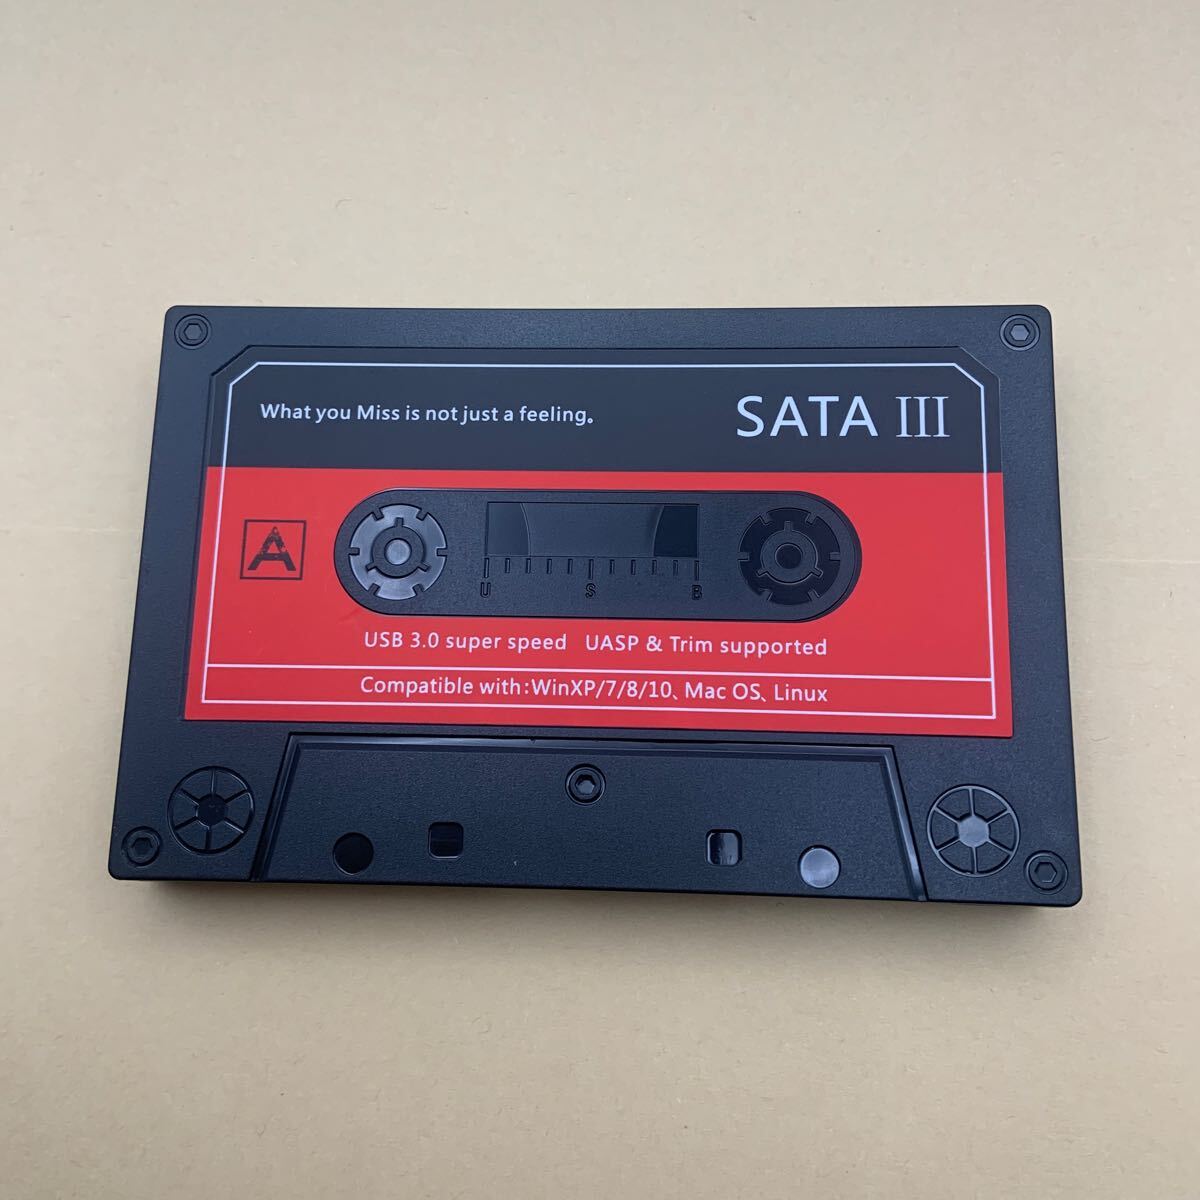 What you Miss is not just a feeling。
SATA III
A
U S B
USB 3.0 super speed UASP & Trim supported
Compatible with:WinXP/7/8/10、Mac OS、Linux